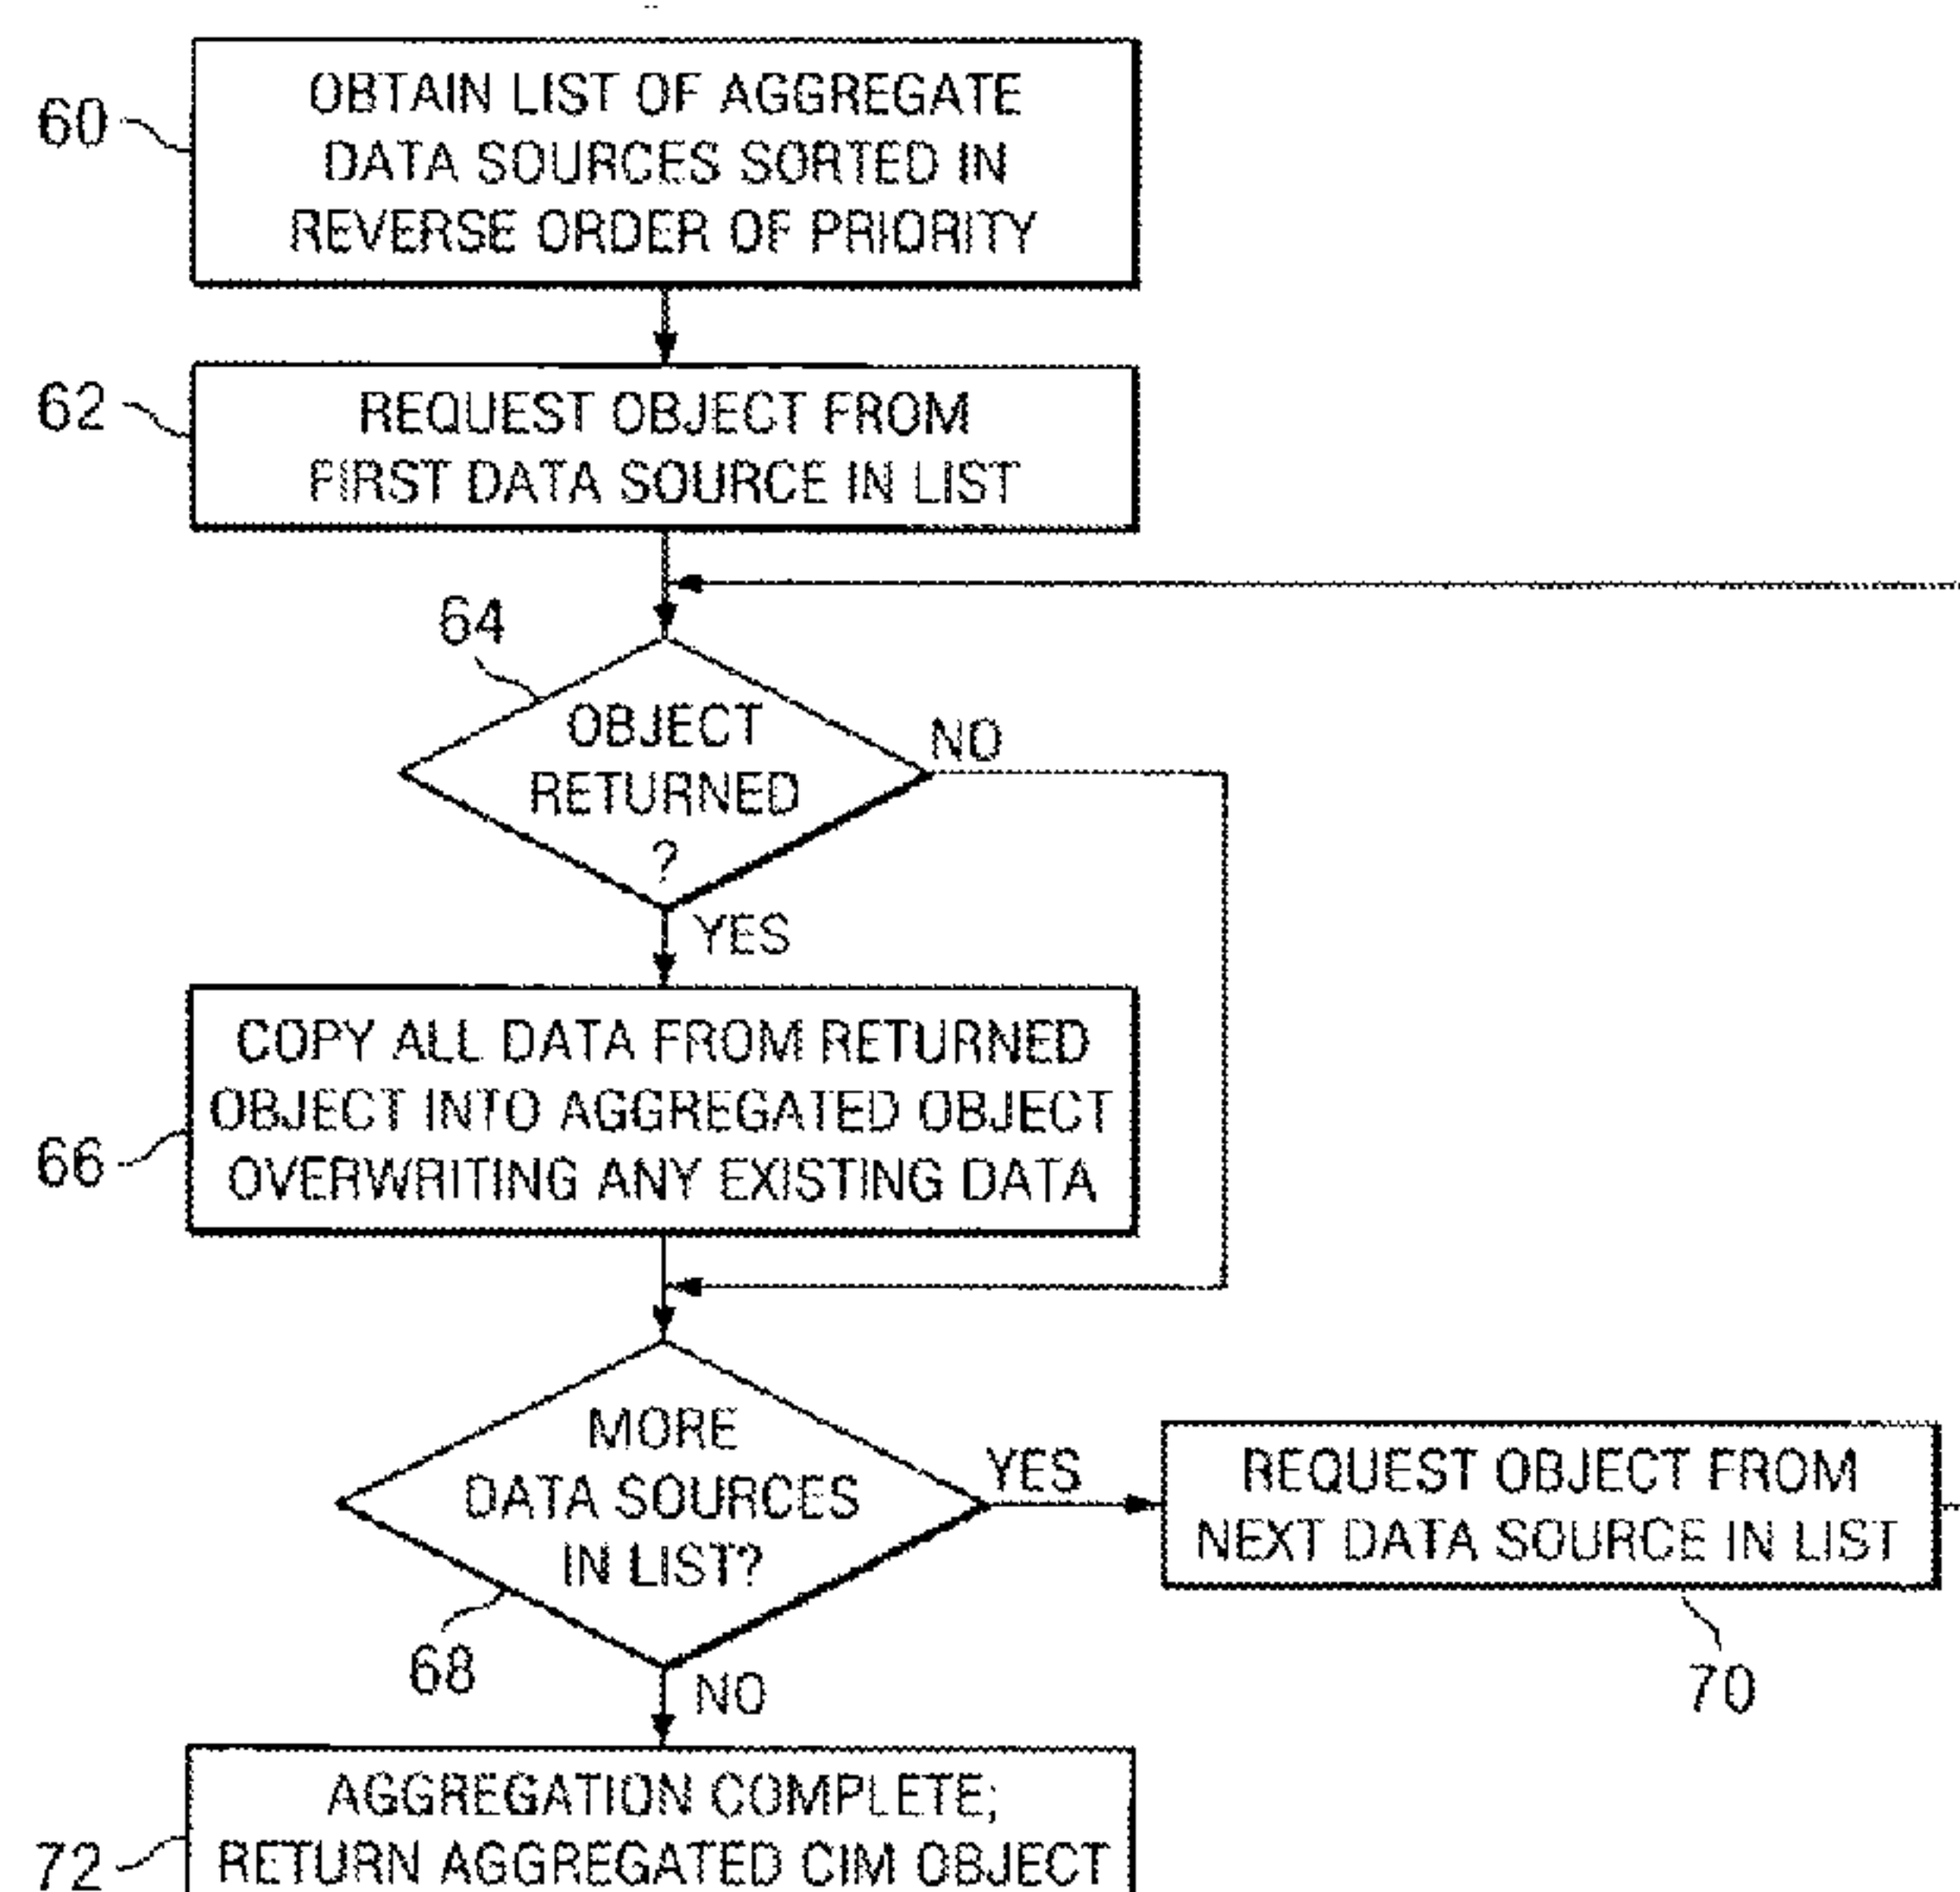 60
OBTAIN LIST OF AGGREGATE
DATA SOURCES SORTED IN
REVERSE ORDER OF PRIORITY
62
REQUEST OBJECT FROM
FIRST DATA SOURCE IN LIST
64
OBJECT
RETURNED
?
NO
YES
66
COPY ALL DATA FROM RETURNED
OBJECT INTO AGGREGATED OBJECT
OVERWRITING ANY EXISTING DATA
MORE
DATA SOURCES
IN LIST?
YES
REQUEST OBJECT FROM
NEXT DATA SOURCE IN LIST
68
70
NO
72
AGGREGATION COMPLETE;
RETURN AGGREGATED CIM OBJECT